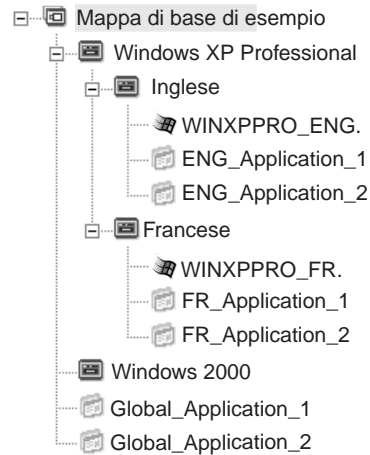 Mappa di base di esempio
Windows XP Professional
Inglese
WINXPPRO_ENG.
ENG_Application_1
ENG_Application_2
Francese
WINXPPRO_FR.
FR_Application_1
FR_Application_2
Windows 2000
Global_Application_1
Global_Application_2